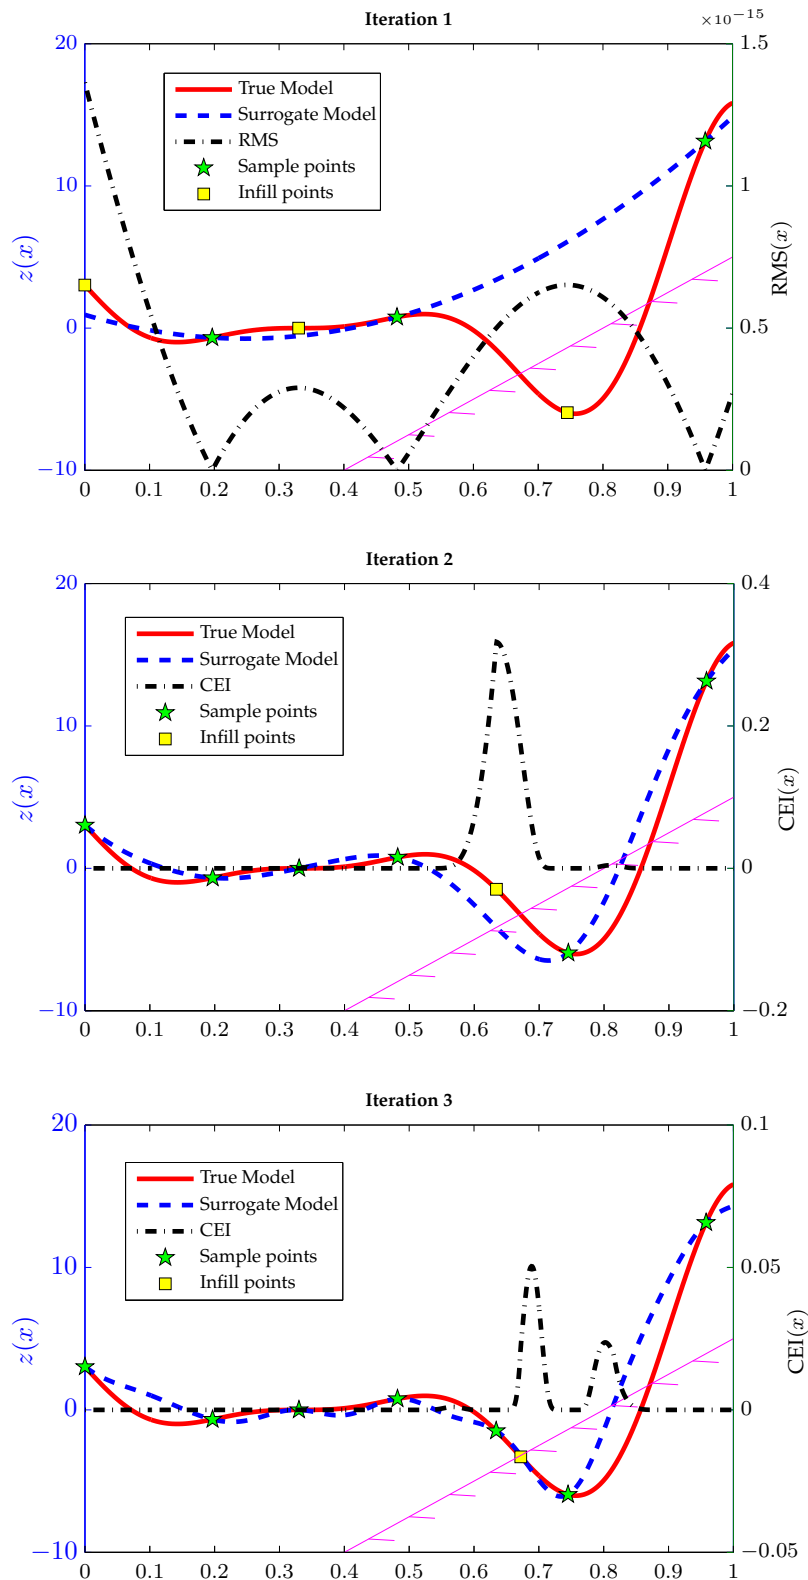 Iteration 1
×10−15
20
10
0
−10
z(x)
True Model
Surrogate Model
RMS
Sample points
Infill points
1.5
1
0.5
0
RMS(x)
0 0.1 0.2 0.3 0.4 0.5 0.6 0.7 0.8 0.9 1
Iteration 2
20
10
0
−10
z(x)
True Model
Surrogate Model
CEI
Sample points
Infill points
0.4
0.2
0
−0.2
CEI(x)
0 0.1 0.2 0.3 0.4 0.5 0.6 0.7 0.8 0.9 1
Iteration 3
20
10
0
−10
z(x)
True Model
Surrogate Model
CEI
Sample points
Infill points
0.1
0.05
0
−0.05
CEI(x)
0 0.1 0.2 0.3 0.4 0.5 0.6 0.7 0.8 0.9 1